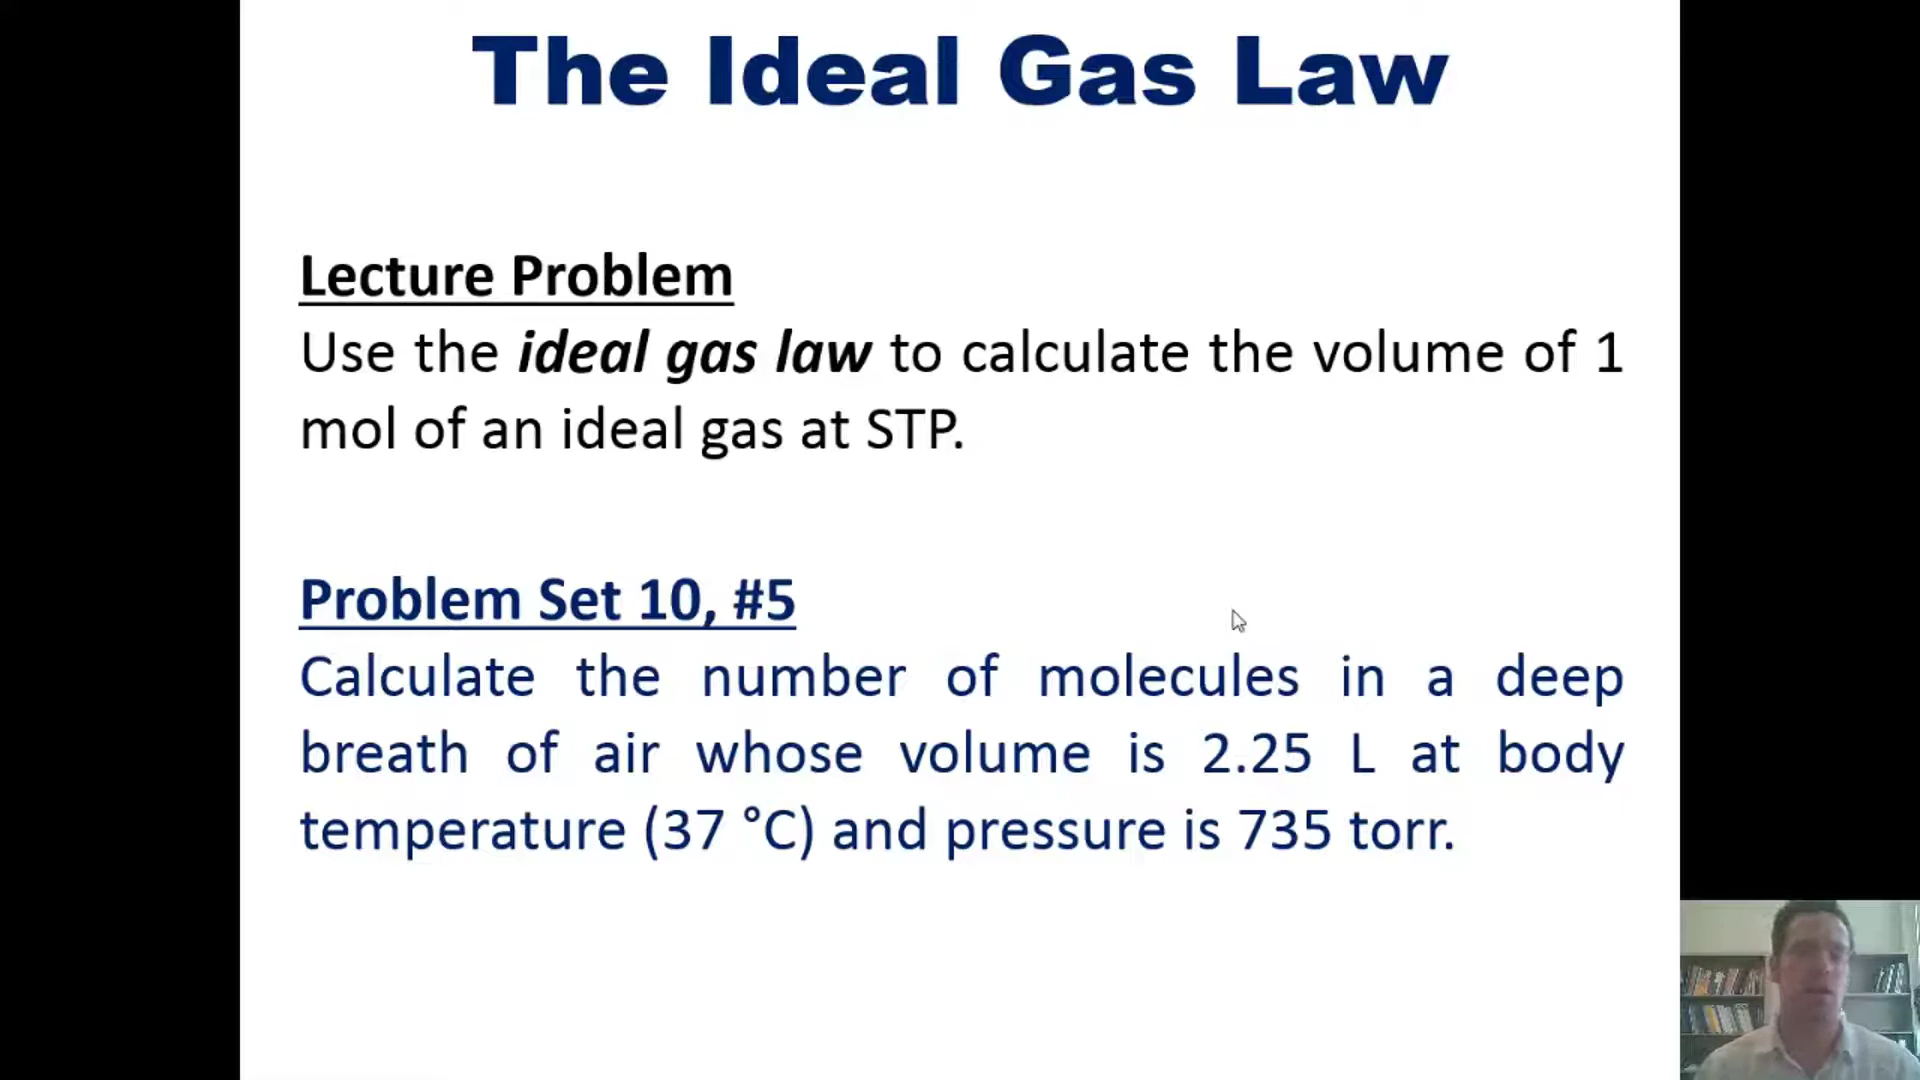 The Ideal Gas Law
Lecture Problem
Use the ideal gas law to calculate the volume of 1
mol of an ideal gas at STP.
Problem Set 10, #5
Calculate the number of molecules in a deep
breath of air whose volume is 2.25 L at body
temperature (37 °C) and pressure is 735 torr.